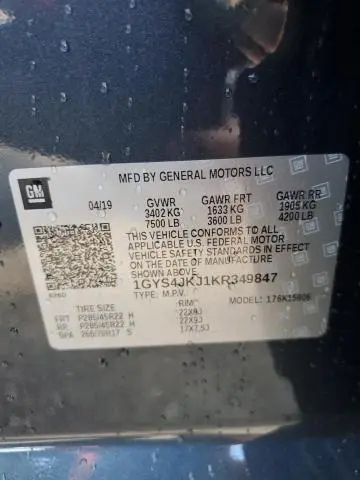 GM
MFD BY GENERAL MOTORS LLC
04/19 GVWR GAWR FRT GAWR RR
3402 KG 1633 KG 1905 KG
7500 LB 3600 LB 4200 LB
THIS VEHICLE CONFORMS TO ALL
APPLICABLE U.S. FEDERAL MOTOR
VEHICLE SAFETY STANDARDS IN EFFECT
ON THE DATE OF MANUFACTURE SHOWN ABOVE.
1GYS4JKJ1KR349847
TYPE: M.P.V. MODEL:
TIRE SIZE RIM
FRT P285/45R22 H 22X9J
RR P285/45R22 H 22X9J
SPA 265/70R17 S 17X7.5J